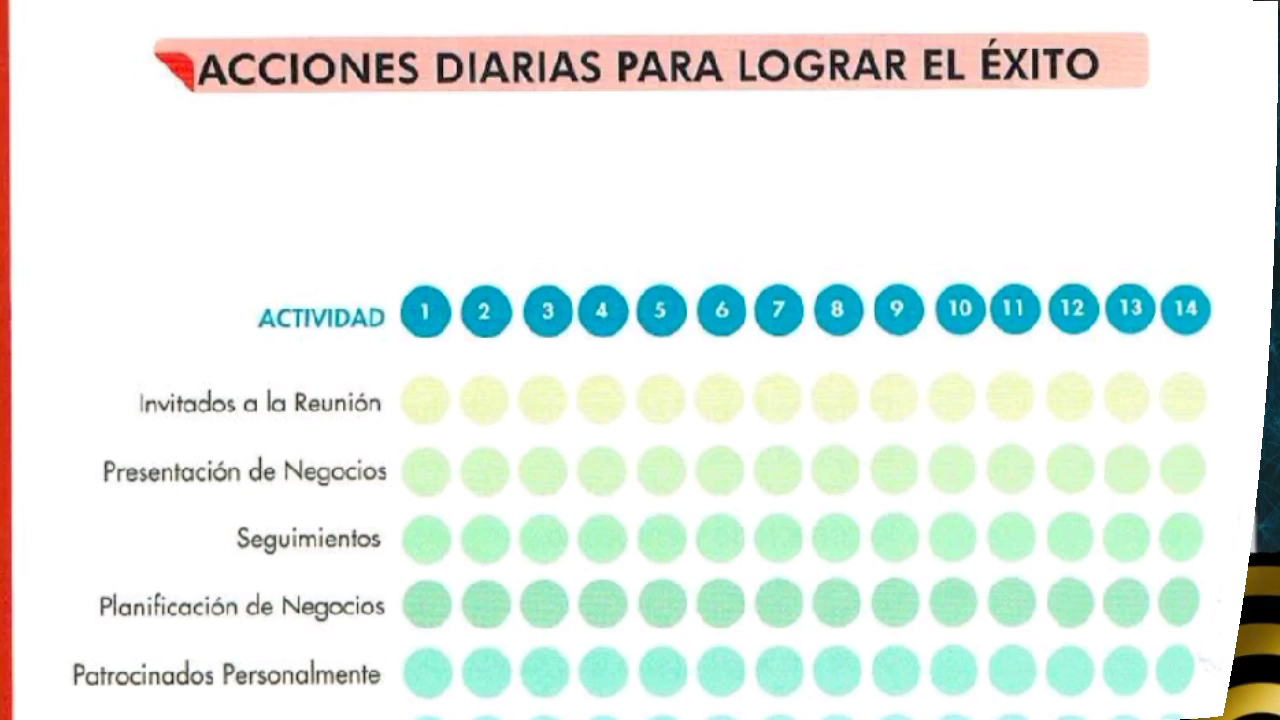 ACCIONES DIARIAS PARA LOGRAR EL ÉXITO
ACTIVIDAD 1 2 3 4 5 6 7 8 9 10 11 12 13 14
Invitados a la Reunión
Presentación de Negocios
Seguimientos
Planificación de Negocios
Patrocinados Personalmente